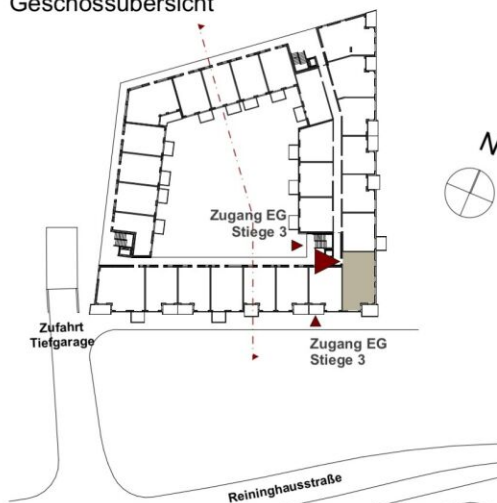 Geschossübersicht
N
Zugang EG
Stiege 3
Zufahrt
Tiefgarage
Zugang EG
Stiege 3
Reininghausstraße